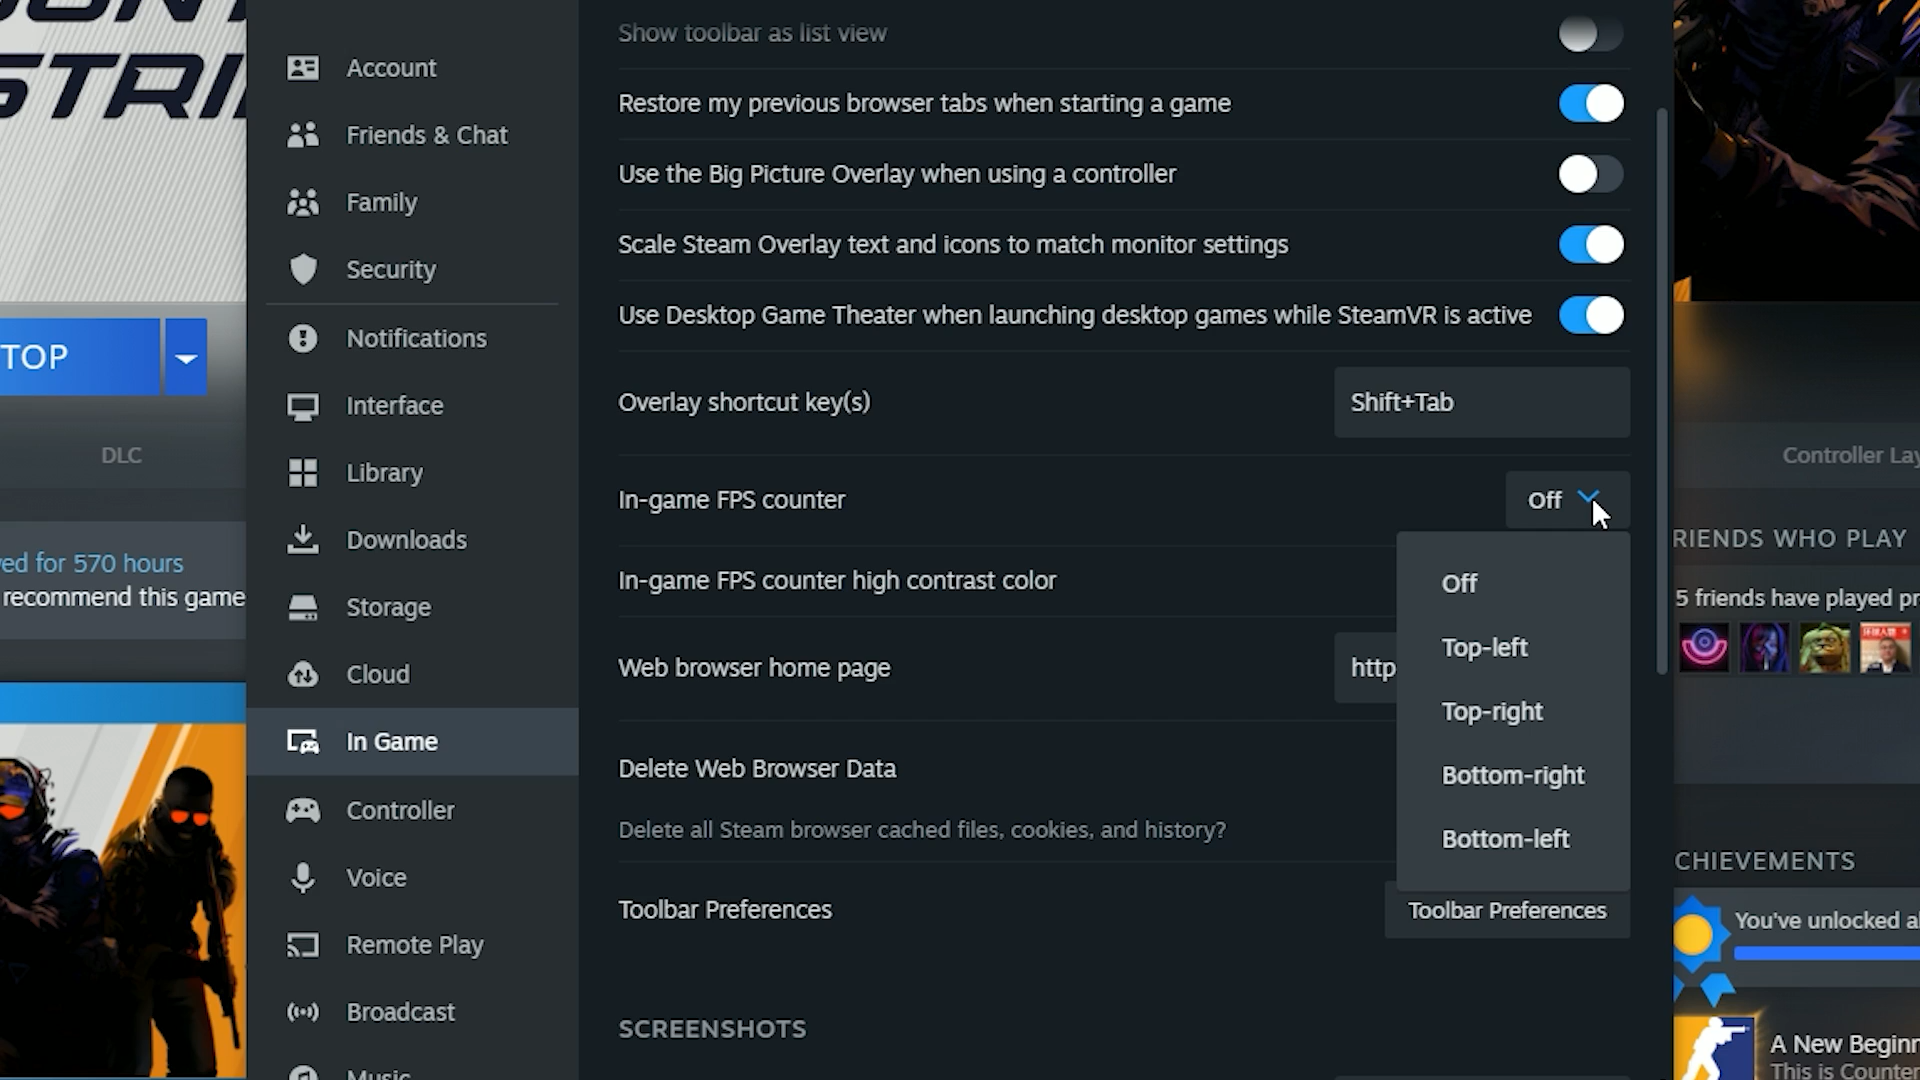 STRI
TOP
DLC
ed for 570 hours
recommend this game
Account
Friends & Chat
Family
Security
Notifications
Interface
Library
Downloads
Storage
Cloud
In Game
Controller
Voice
Remote Play
Broadcast
Music
Show toolbar as list view
Restore my previous browser tabs when starting a game
Use the Big Picture Overlay when using a controller
Scale Steam Overlay text and icons to match monitor settings
Use Desktop Game Theater when launching desktop games while SteamVR is active
Overlay shortcut key(s)
Shift+Tab
In-game FPS counter
Off
In-game FPS counter high contrast color
Off
Top-left
Top-right
Bottom-right
Bottom-left
Web browser home page
http
Delete Web Browser Data
Delete all Steam browser cached files, cookies, and history?
Toolbar Preferences
Toolbar Preferences
SCREENSHOTS
Controller Lay
RIENDS WHO PLAY
5 friends have played pr
CHIEVEMENTS
You've unlocked al
A New Beginn
This is Counter